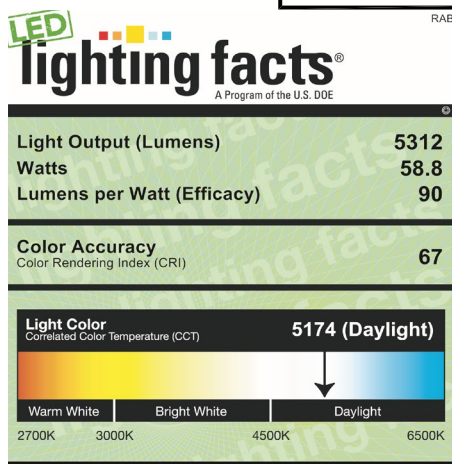 RAB
LED
lighting facts®
A Program of the U.S. DOE
Light Output (Lumens) 5312
Watts 58.8
Lumens per Watt (Efficacy) 90
Color Accuracy
Color Rendering Index (CRI) 67
Light Color
Correlated Color Temperature (CCT) 5174 (Daylight)
Warm White Bright White Daylight
2700K 3000K 4500K 6500K